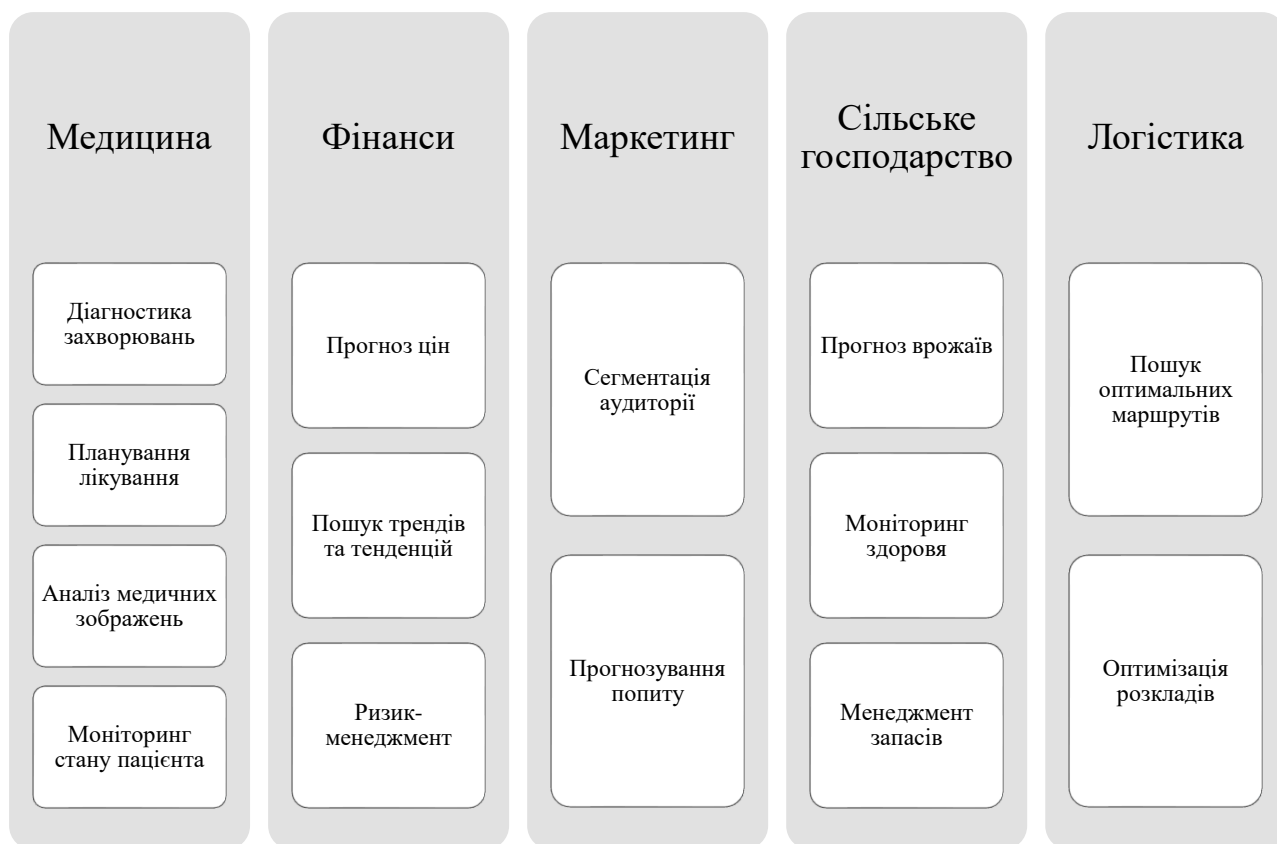 Медицина
Діагностика
захворювань
Планування
лікування
Аналіз медичних
зображень
Моніторинг
стану пацієнта
Фінанси
Прогноз цін
Пошук трендів
та тенденцій
Ризик-
менеджмент
Маркетинг
Сегментація
аудиторії
Прогнозування
попиту
Сільське
господарство
Прогноз врожаїв
Моніторинг
здоровя
Менеджмент
запасів
Логістика
Пошук
оптимальних
маршрутів
Оптимізація
розкладів